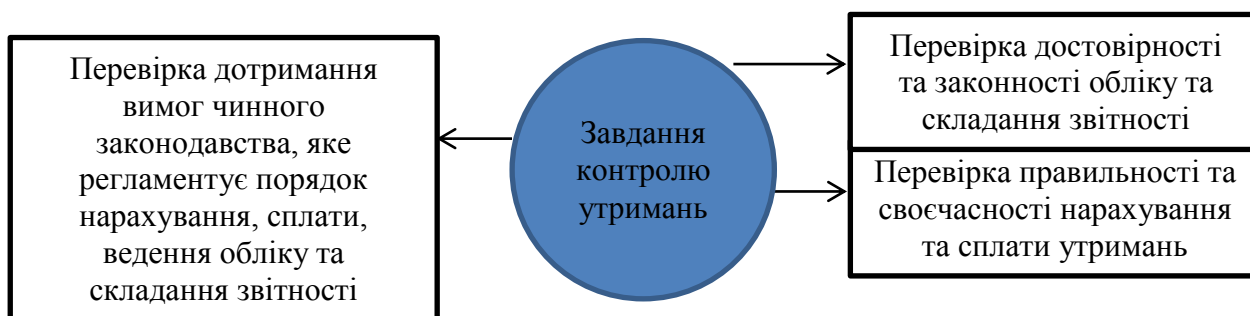 Перевірка дотримання
вимог чинного
законодавства, яке
регламентує порядок
нарахування, сплати,
ведення обліку та
складання звітності
Завдання
контролю
утримань
Перевірка достовірності
та законності обліку та
складання звітності
Перевірка правильності та
своєчасності нарахування
та сплати утримань